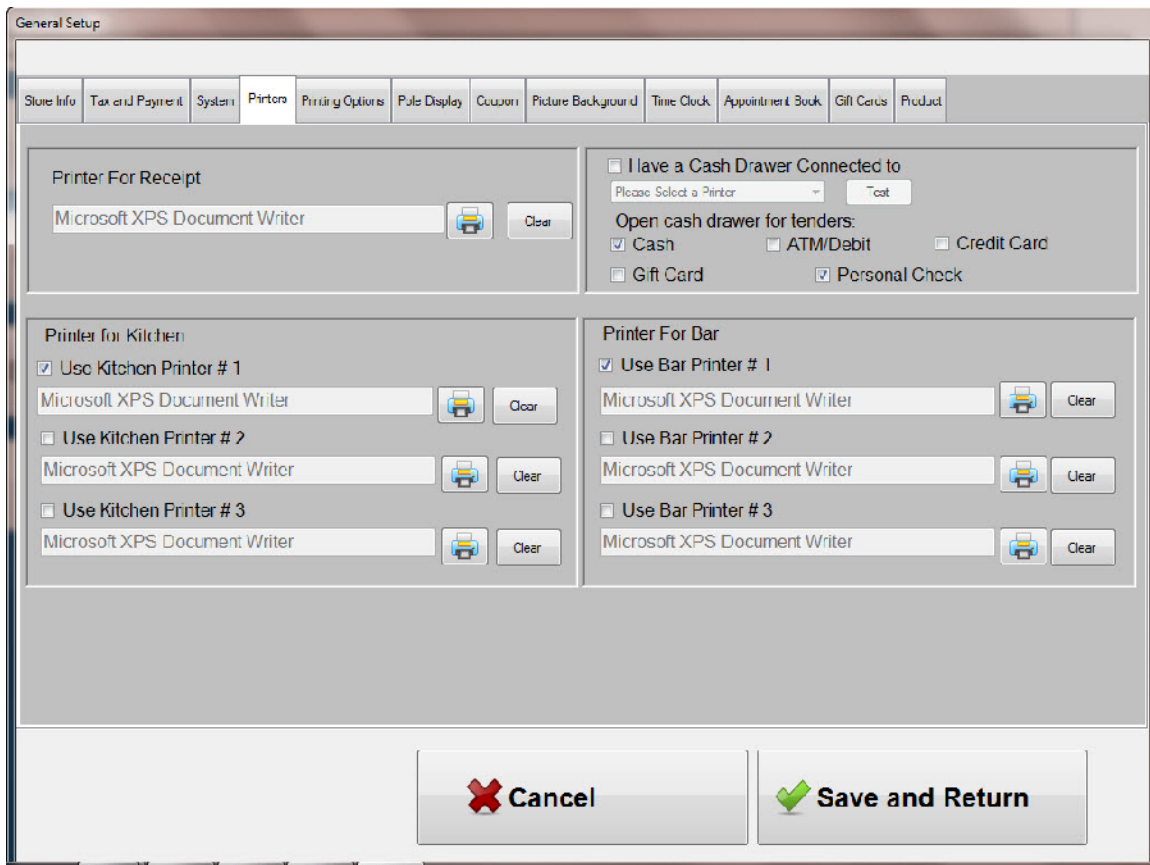 General Setup
Store Info Tax and Payment System Printers Printing Options Pole Display Coupon Picture Background Time Clock Appointment Book Gift Cards Product
Printer For Receipt
Microsoft XPS Document Writer Clear
I Have a Cash Drawer Connected to
Please Select a Printer Test
Open cash drawer for tenders:
Cash ATM/Debit Credit Card
Gift Card Personal Check
Printer for Kitchen
Use Kitchen Printer # 1
Microsoft XPS Document Writer Clear
Use Kitchen Printer # 2
Microsoft XPS Document Writer Clear
Use Kitchen Printer # 3
Microsoft XPS Document Writer Clear
Printer For Bar
Use Bar Printer # 1
Microsoft XPS Document Writer Clear
Use Bar Printer # 2
Microsoft XPS Document Writer Clear
Use Bar Printer # 3
Microsoft XPS Document Writer Clear
Cancel Save and Return